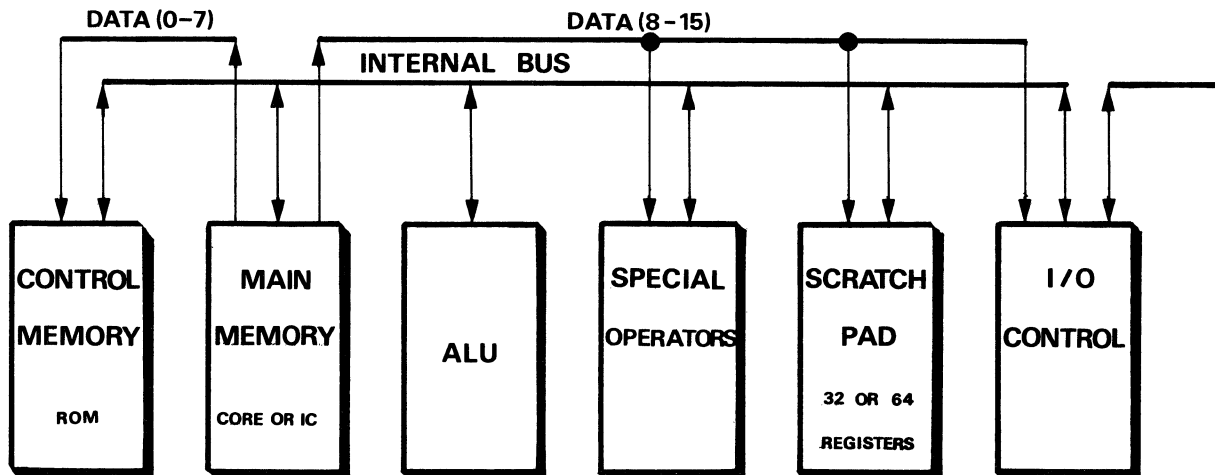 DATA (0-7)
DATA (8-15)
INTERNAL BUS
CONTROL
MEMORY
ROM
MAIN
MEMORY
CORE OR IC
ALU
SPECIAL
OPERATORS
SCRATCH
PAD
32 OR 64
REGISTERS
I/O
CONTROL